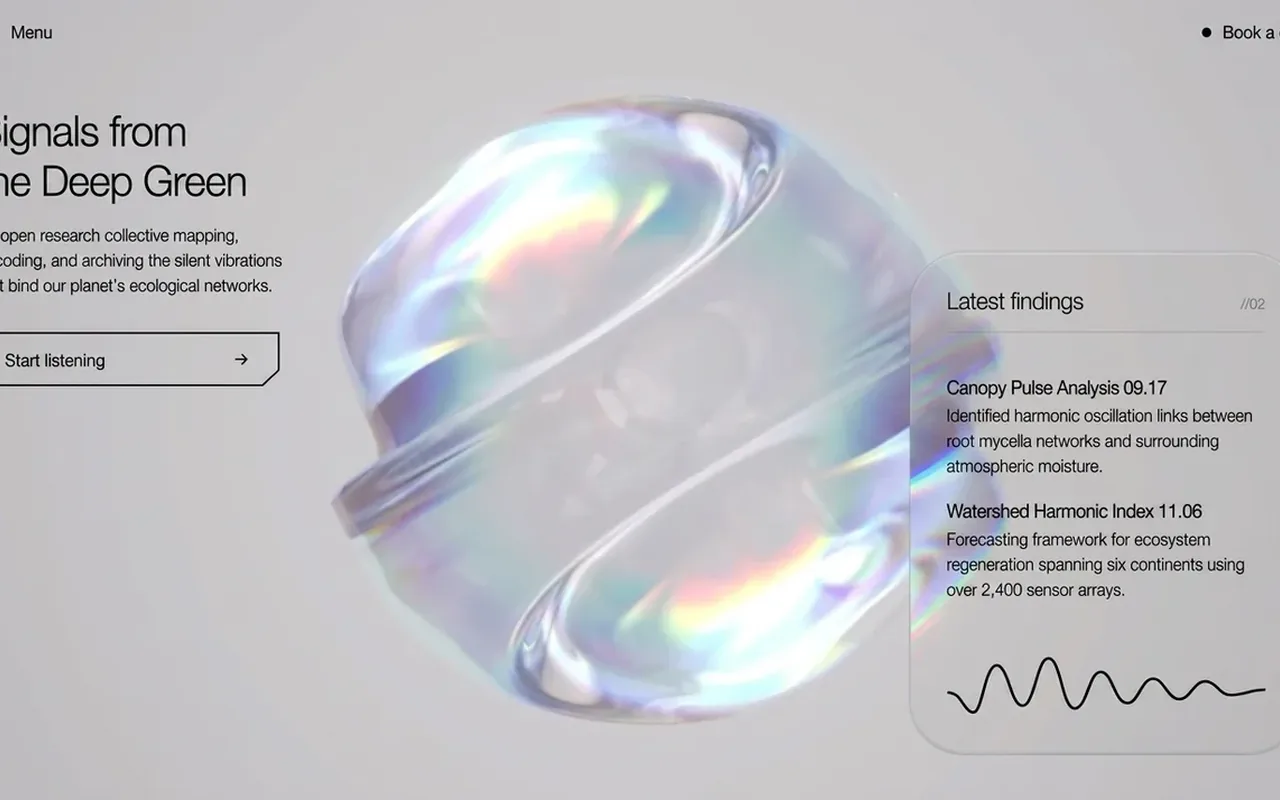 Menu
Book a
ignals from
he Deep Green
open research collective mapping,
coding, and archiving the silent vibrations
t bind our planet's ecological networks.
Start listening →
Latest findings
//02
Canopy Pulse Analysis 09.17
Identified harmonic oscillation links between
root mycella networks and surrounding
atmospheric moisture.
Watershed Harmonic Index 11.06
Forecasting framework for ecosystem
regeneration spanning six continents using
over 2,400 sensor arrays.